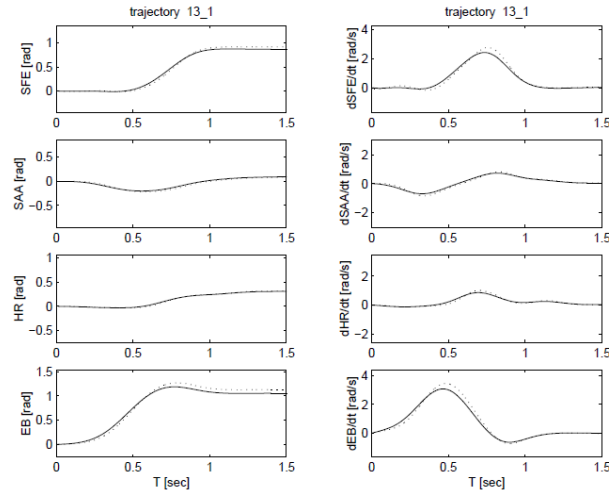 trajectory 13_1
SFE [rad]
1
0.5
0
0 0.5 1 1.5
SAA [rad]
0.5
0
−0.5
0 0.5 1 1.5
HR [rad]
1
0.5
0
−0.5
0 0.5 1 1.5
EB [rad]
1.5
1
0.5
0
0 0.5 1 1.5
T [sec]
trajectory 13_1
dSFE/dt [rad/s]
4
2
0
0 0.5 1 1.5
dSAA/dt [rad/s]
2
0
−2
0 0.5 1 1.5
dHR/dt [rad/s]
2
0
−2
0 0.5 1 1.5
dEB/dt [rad/s]
4
2
0
0 0.5 1 1.5
T [sec]